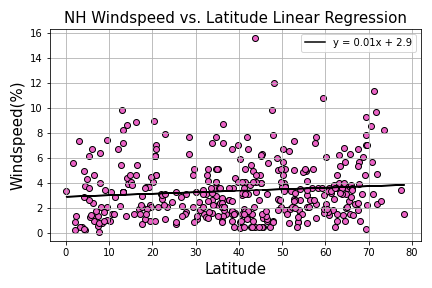 NH Windspeed vs. Latitude Linear Regression
y = 0.01x + 2.9
Windspeed(%)
16
14
12
10
8
6
4
2
0
0 10 20 30 40 50 60 70 80
Latitude